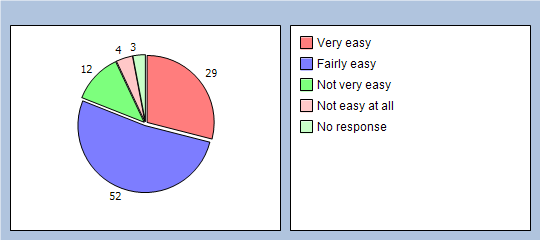 4 3
12
29
52
Very easy
Fairly easy
Not very easy
Not easy at all
No response